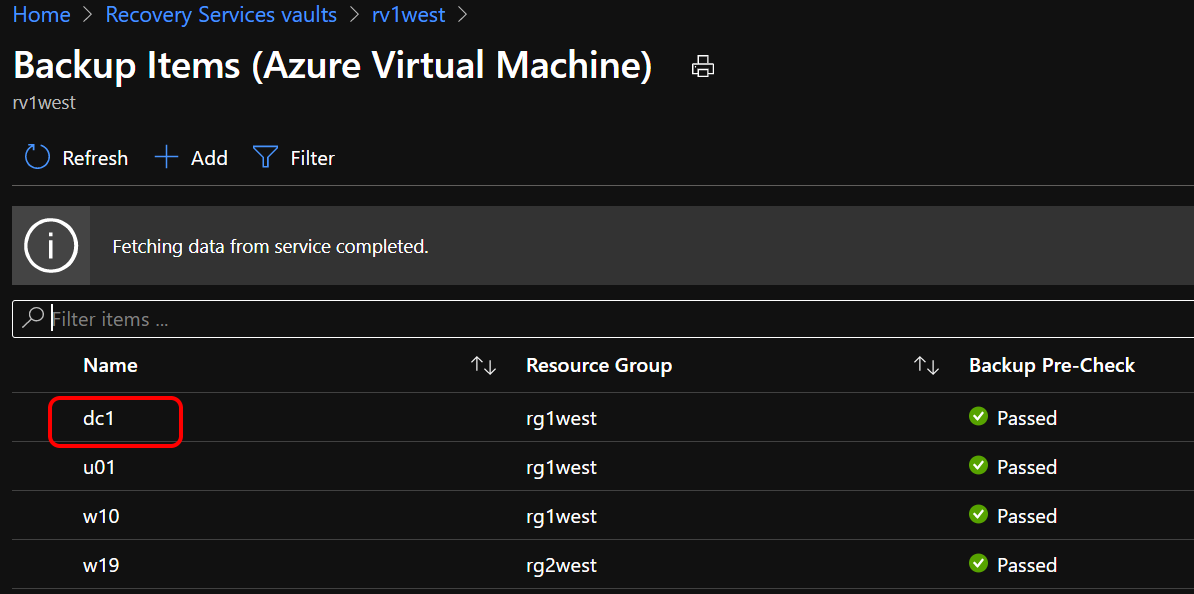 Home > Recovery Services vaults > rv1west >
Backup Items (Azure Virtual Machine)
rv1west
Refresh + Add Filter
Fetching data from service completed.
Filter items ...
Name Resource Group Backup Pre-Check
dc1 rg1west Passed
u01 rg1west Passed
w10 rg1west Passed
w19 rg2west Passed